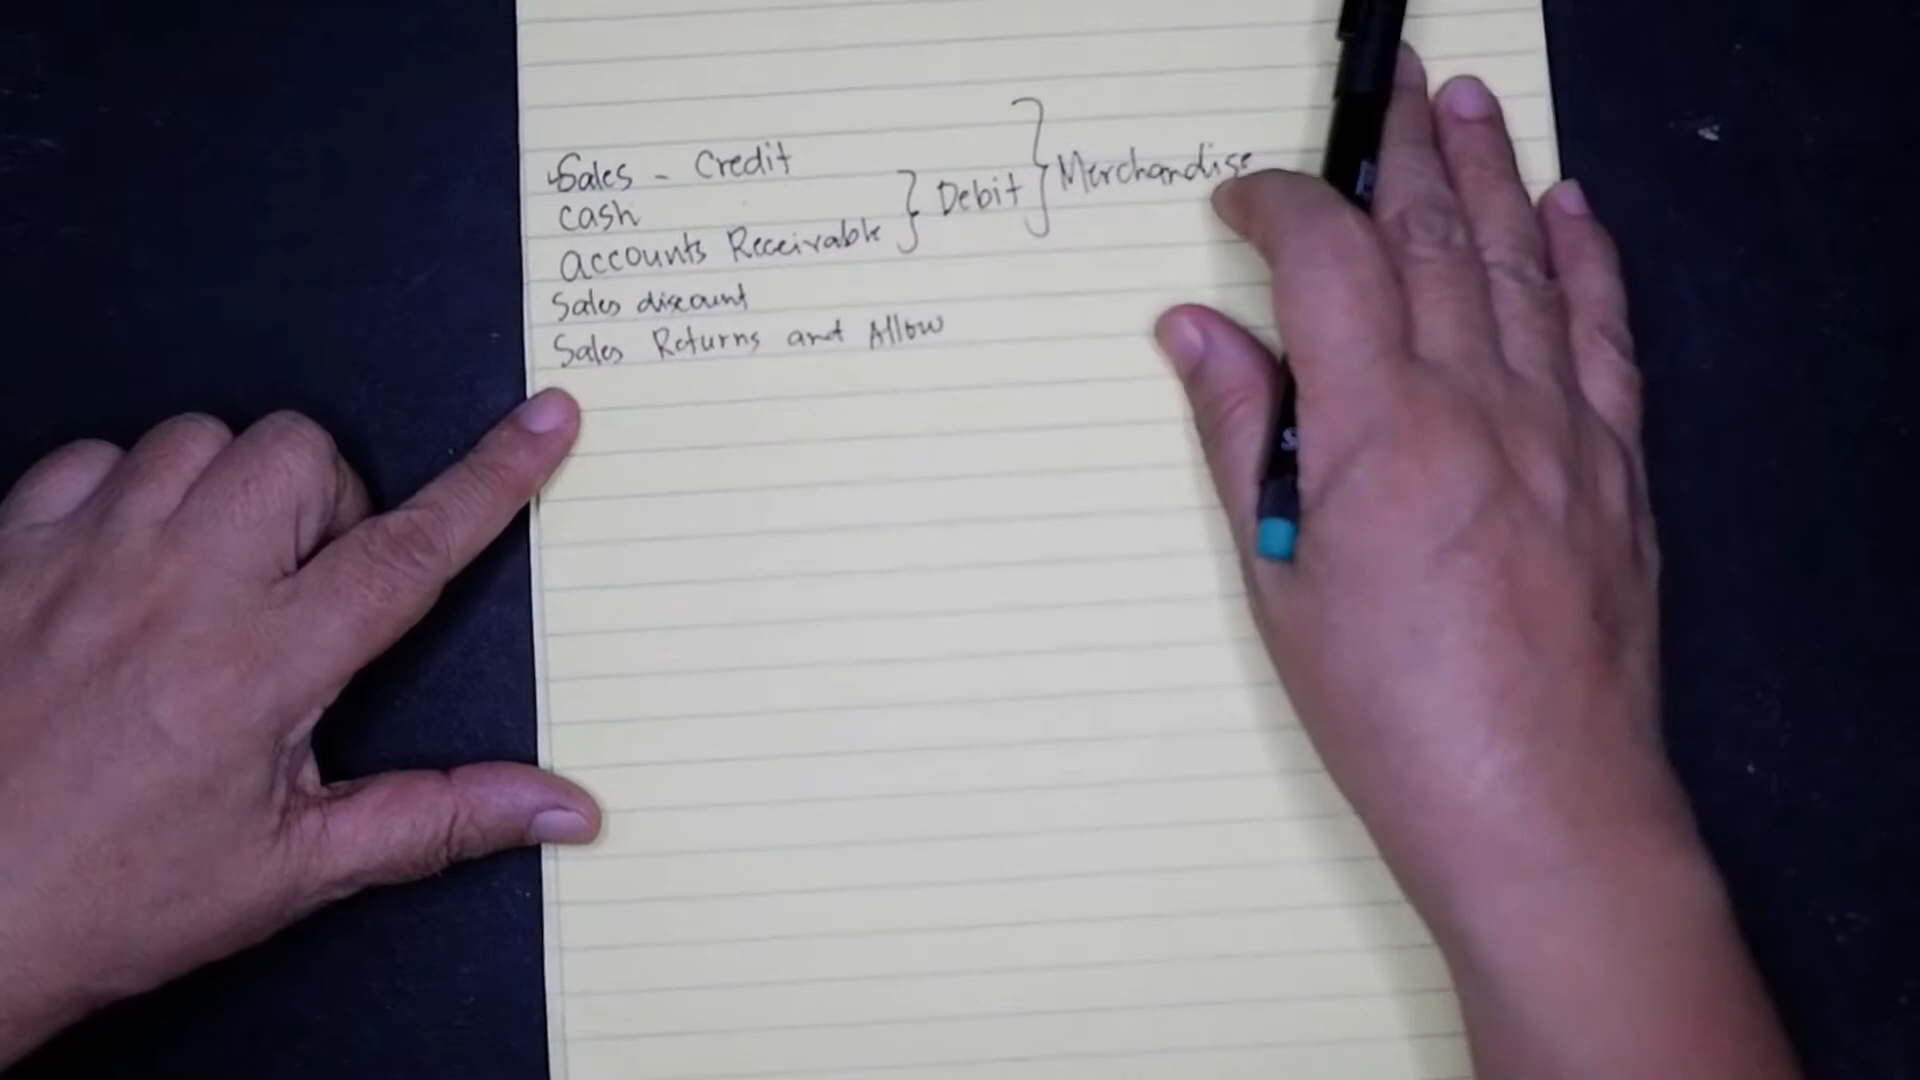 Sales - Credit
cash
accounts Receivable } Debit } Merchandise
Sales discount
Sales Returns and Allow